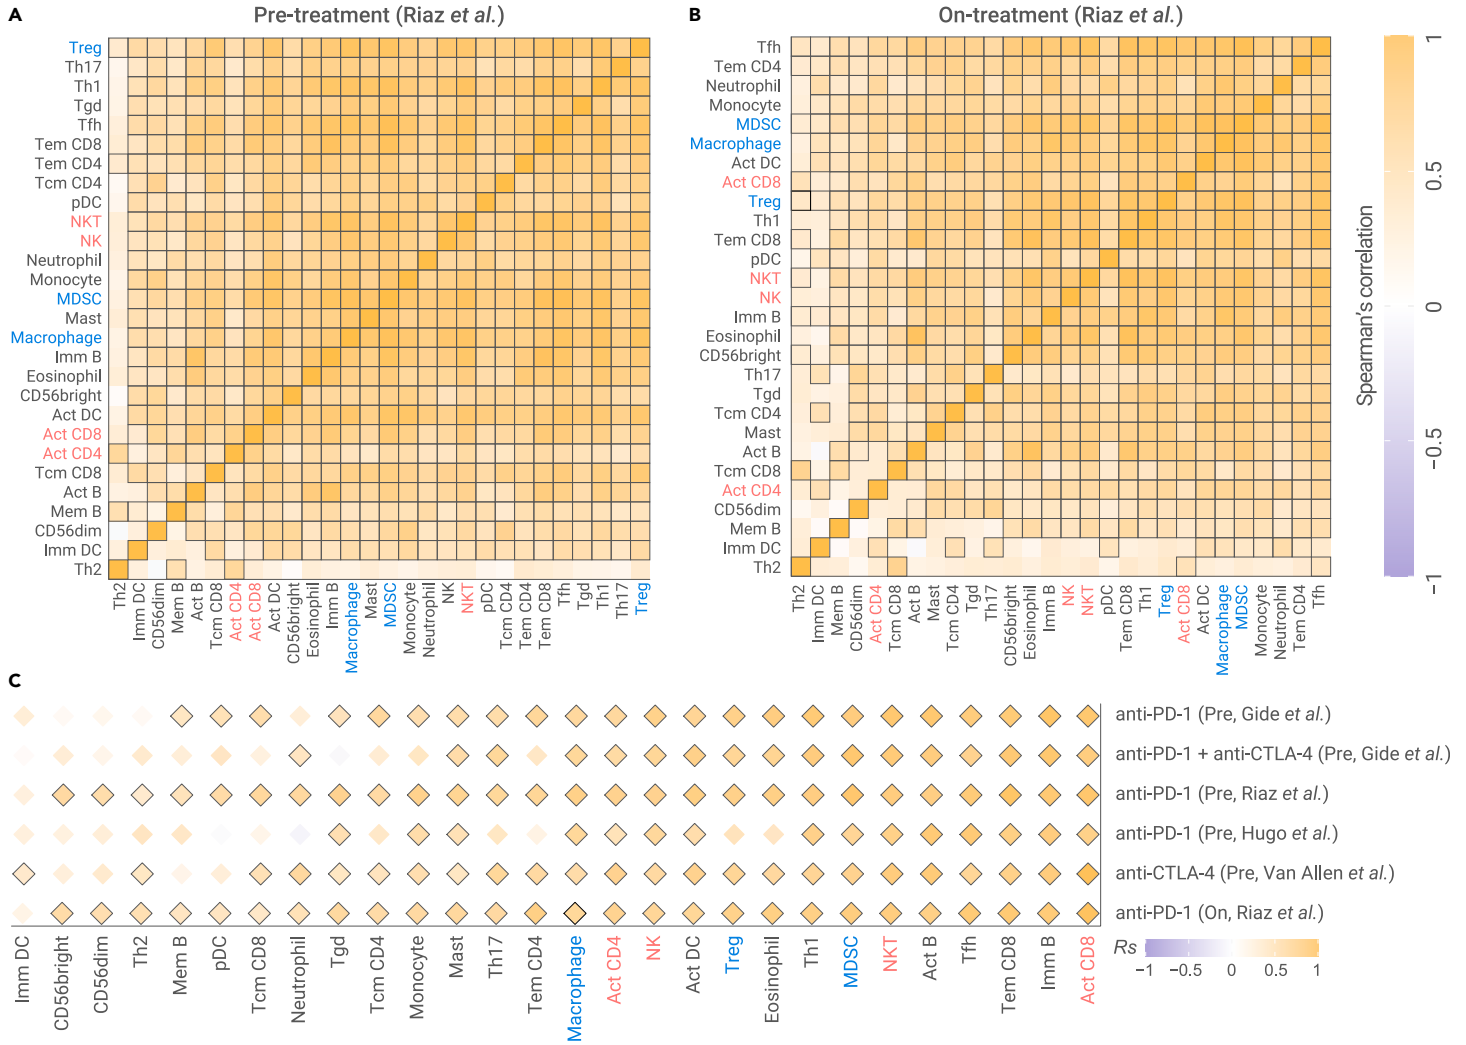 A
Pre-treatment (Riaz et al.)
Treg
Th17
Th1
Tgd
Tfh
Tem CD8
Tem CD4
Tcm CD4
pDC
NKT
NK
Neutrophil
Monocyte
MDSC
Mast
Macrophage
Imm B
Eosinophil
CD56bright
Act DC
Act CD8
Act CD4
Tcm CD8
Act B
Mem B
CD56dim
Imm DC
Th2
Th2
Imm DC
CD56dim
Mem B
Act B
Tcm CD8
Act CD4
Act CD8
Act DC
CD56bright
Eosinophil
Imm B
Macrophage
Mast
MDSC
Monocyte
Neutrophil
NK
NKT
pDC
Tcm CD4
Tem CD4
Tem CD8
Tfh
Tgd
Th1
Th17
Treg
B
On-treatment (Riaz et al.)
Tfh
Tem CD4
Neutrophil
Monocyte
MDSC
Macrophage
Act DC
Act CD8
Treg
Th1
Tem CD8
pDC
NKT
NK
Imm B
Eosinophil
CD56bright
Th17
Tgd
Tcm CD4
Mast
Act B
Tcm CD8
Act CD4
CD56dim
Mem B
Imm DC
Th2
Th2
Imm DC
Mem B
CD56dim
Act CD4
Tcm CD8
Act B
Mast
Tcm CD4
Tgd
Th17
CD56bright
Eosinophil
Imm B
NK
NKT
pDC
Tem CD8
Th1
Treg
Act CD8
Act DC
Macrophage
MDSC
Monocyte
Neutrophil
Tem CD4
Tfh
Spearman's correlation
1
0.5
0
−0.5
−1
C
anti-PD-1 (Pre, Gide et al.)
anti-PD-1 + anti-CTLA-4 (Pre, Gide et al.)
anti-PD-1 (Pre, Riaz et al.)
anti-PD-1 (Pre, Hugo et al.)
anti-CTLA-4 (Pre, Van Allen et al.)
anti-PD-1 (On, Riaz et al.)
Imm DC
CD56bright
CD56dim
Th2
Mem B
pDC
Tcm CD8
Neutrophil
Tgd
Tcm CD4
Monocyte
Mast
Th17
Tem CD4
Macrophage
Act CD4
NK
Act DC
Treg
Eosinophil
Th1
MDSC
NKT
Act B
Tfh
Tem CD8
Imm B
Act CD8
Rs
−1 −0.5 0 0.5 1